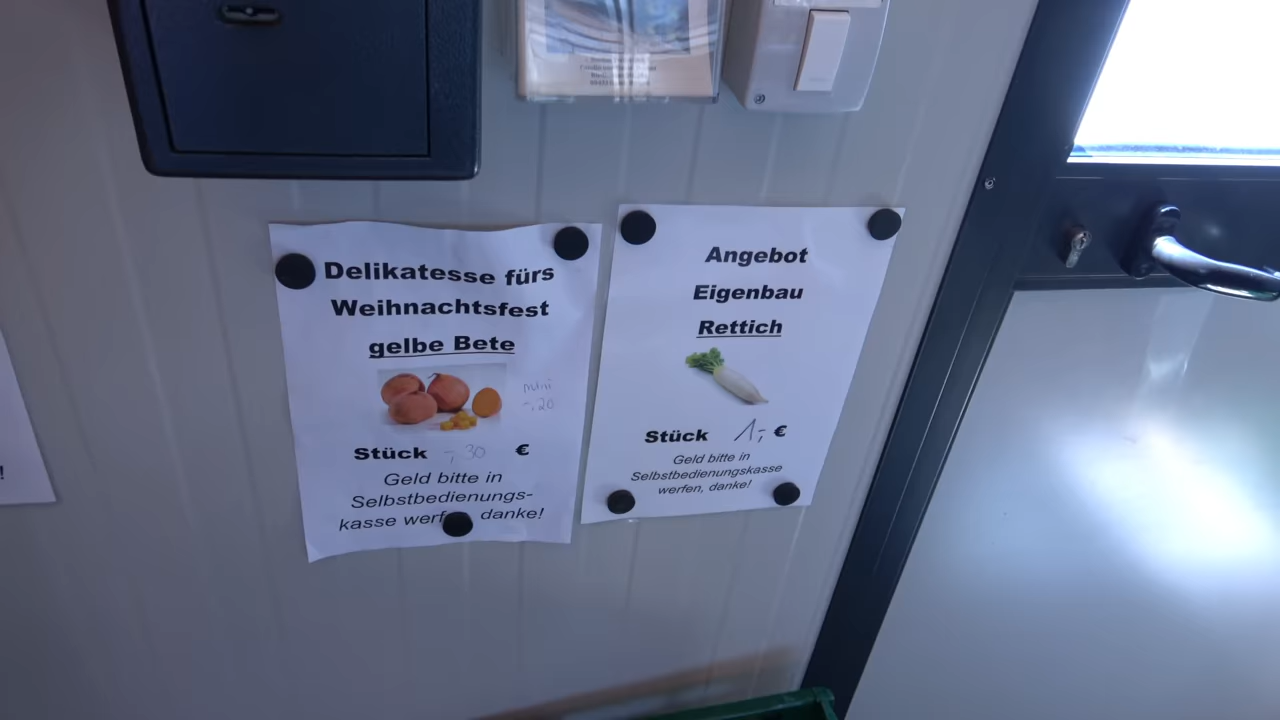 Delikatesse fürs
Weihnachtsfest
gelbe Bete
mini
-,20
Stück -,30 €
Geld bitte in
Selbstbedienungs-
kasse werfen, danke!
Angebot
Eigenbau
Rettich
Stück 1,- €
Geld bitte in
Selbstbedienungskasse
werfen, danke!
!